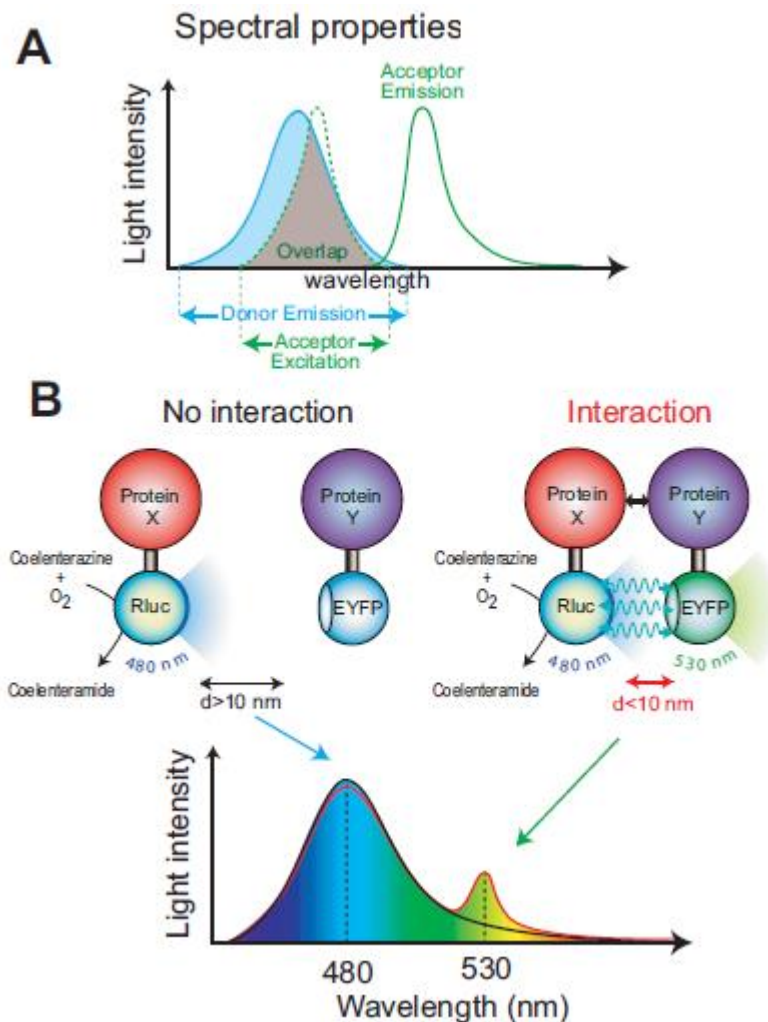 A
Spectral properties
Light intensity
Acceptor
Emission
Overlap
wavelength
Donor Emission
Acceptor
Excitation
B
No interaction
Interaction
Protein
X
Protein
Y
Protein
X
Protein
Y
Coelenterazine
+
O2
Rluc
EYFP
480 nm
Coelenteramide
d>10 nm
Coelenterazine
+
O2
Rluc
EYFP
480 nm
530 nm
Coelenteramide
d<10 nm
Light intensity
480
530
Wavelength (nm)